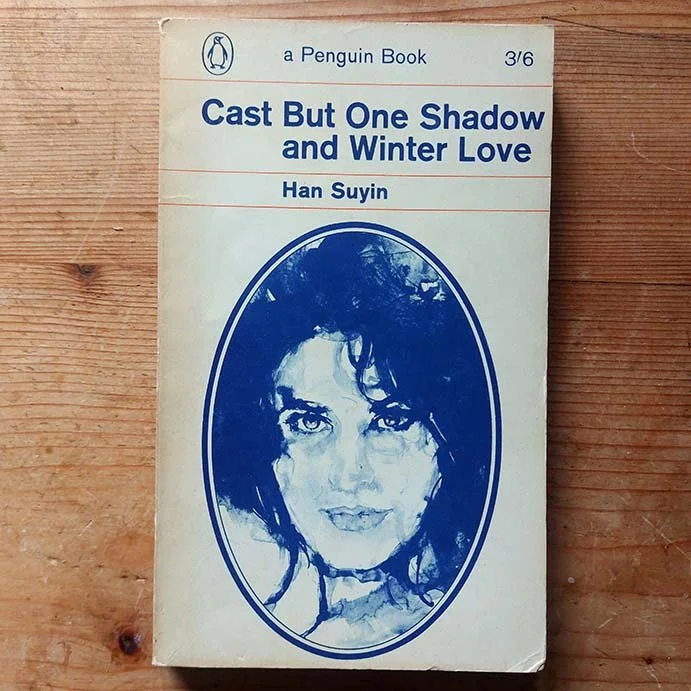 a Penguin Book 3/6
Cast But One Shadow
and Winter Love
Han Suyin